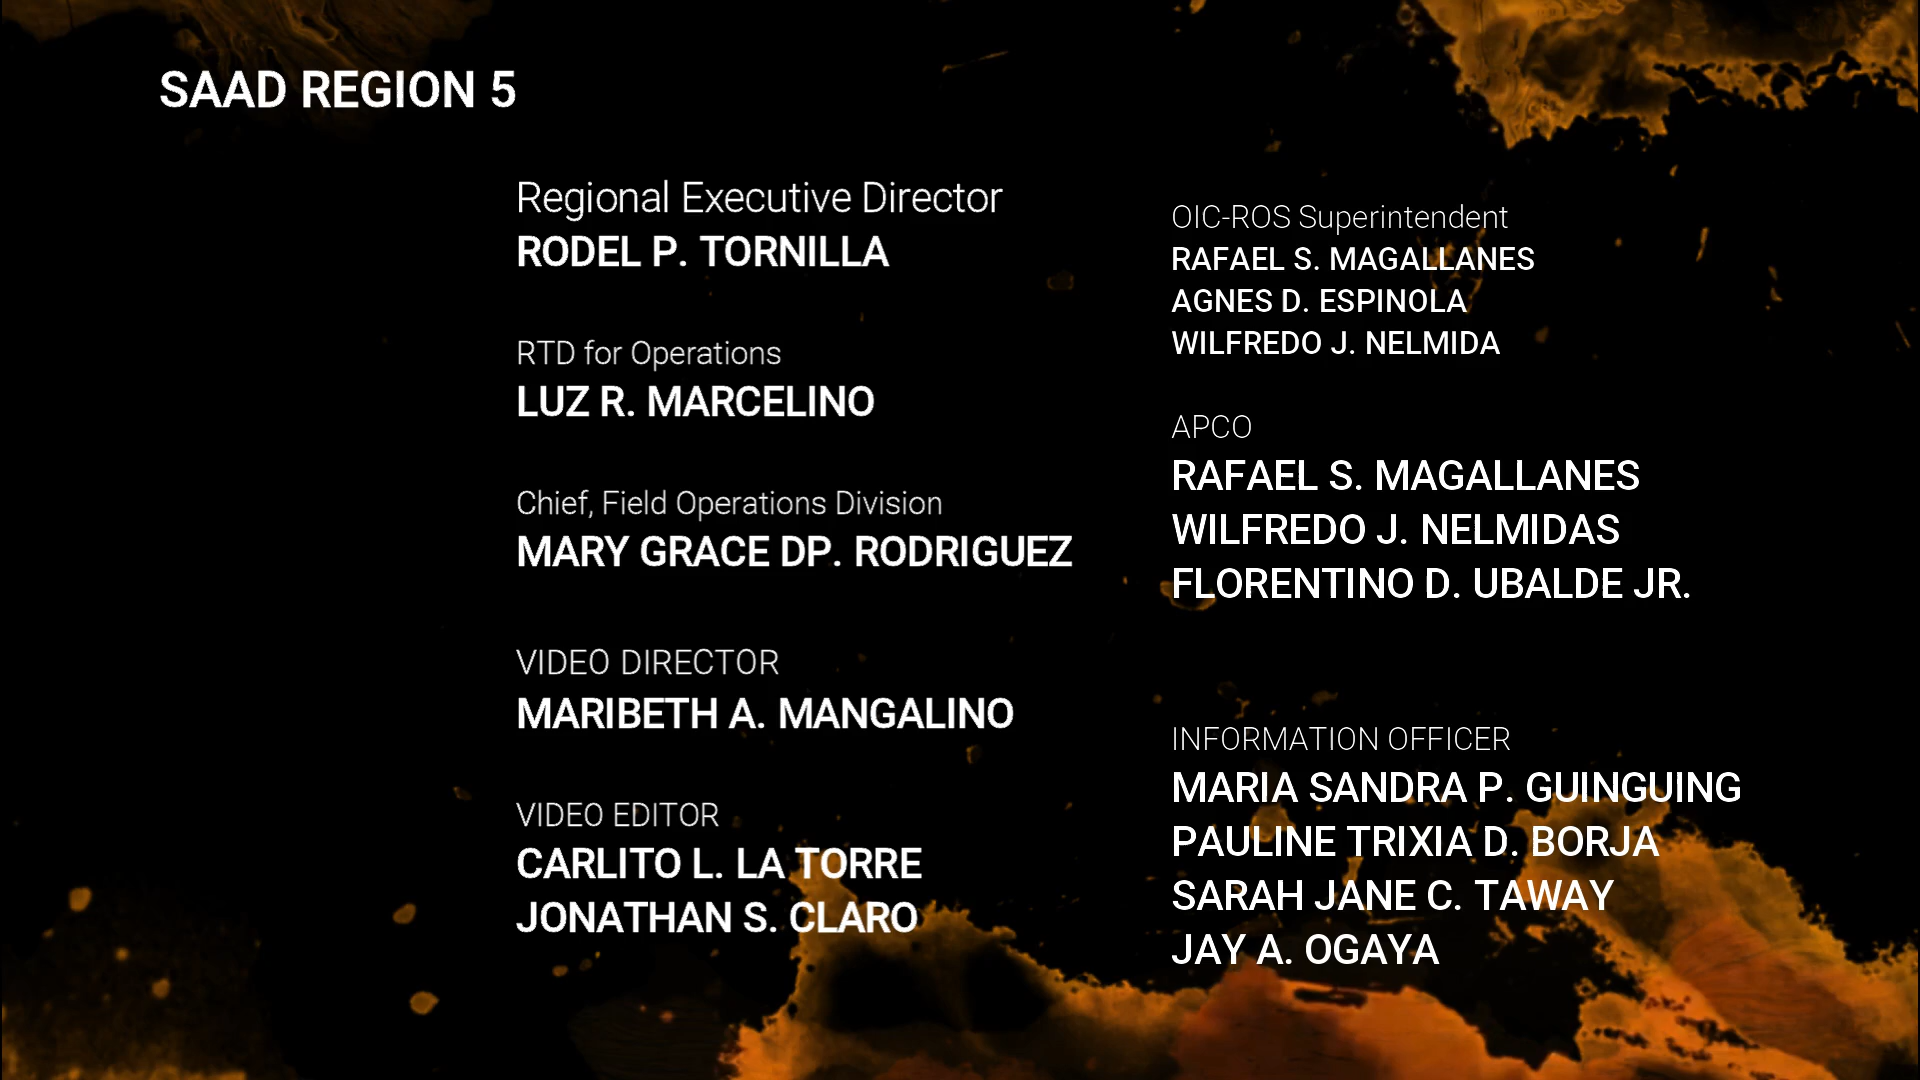 SAAD REGION 5
Regional Executive Director
RODEL P. TORNILLA
RTD for Operations
LUZ R. MARCELINO
Chief, Field Operations Division
MARY GRACE DP. RODRIGUEZ
VIDEO DIRECTOR
MARIBETH A. MANGALINO
VIDEO EDITOR
CARLITO L. LA TORRE
JONATHAN S. CLARO
OIC-ROS Superintendent
RAFAEL S. MAGALLANES
AGNES D. ESPINOLA
WILFREDO J. NELMIDA
APCO
RAFAEL S. MAGALLANES
WILFREDO J. NELMIDAS
FLORENTINO D. UBALDE JR.
INFORMATION OFFICER
MARIA SANDRA P. GUINGUING
PAULINE TRIXIA D. BORJA
SARAH JANE C. TAWAY
JAY A. OGAYA